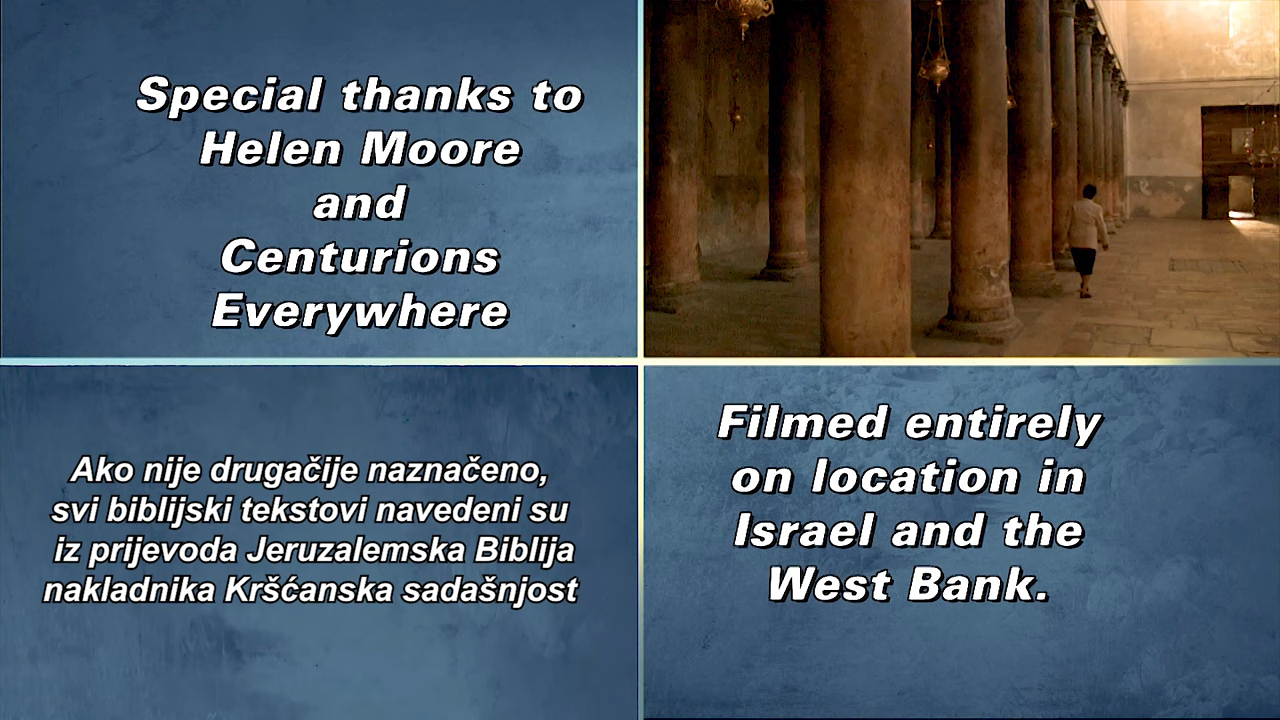 Special thanks to
Helen Moore
and
Centurions
Everywhere
Ako nije drugačije naznačeno,
svi biblijski tekstovi navedeni su
iz prijevoda Jeruzalemska Biblija
nakladnika Kršćanska sadašnjost
Filmed entirely
on location in
Israel and the
West Bank.